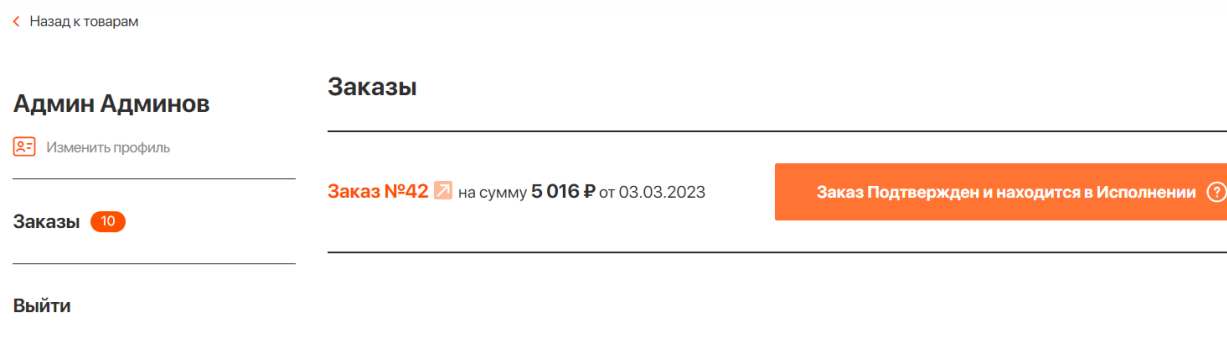 Назад к товарам
Админ Админов
Изменить профиль
Заказы 10
Выйти
Заказы
Заказ №42 на сумму 5 016 ₽ от 03.03.2023
Заказ Подтвержден и находится в Исполнении ?